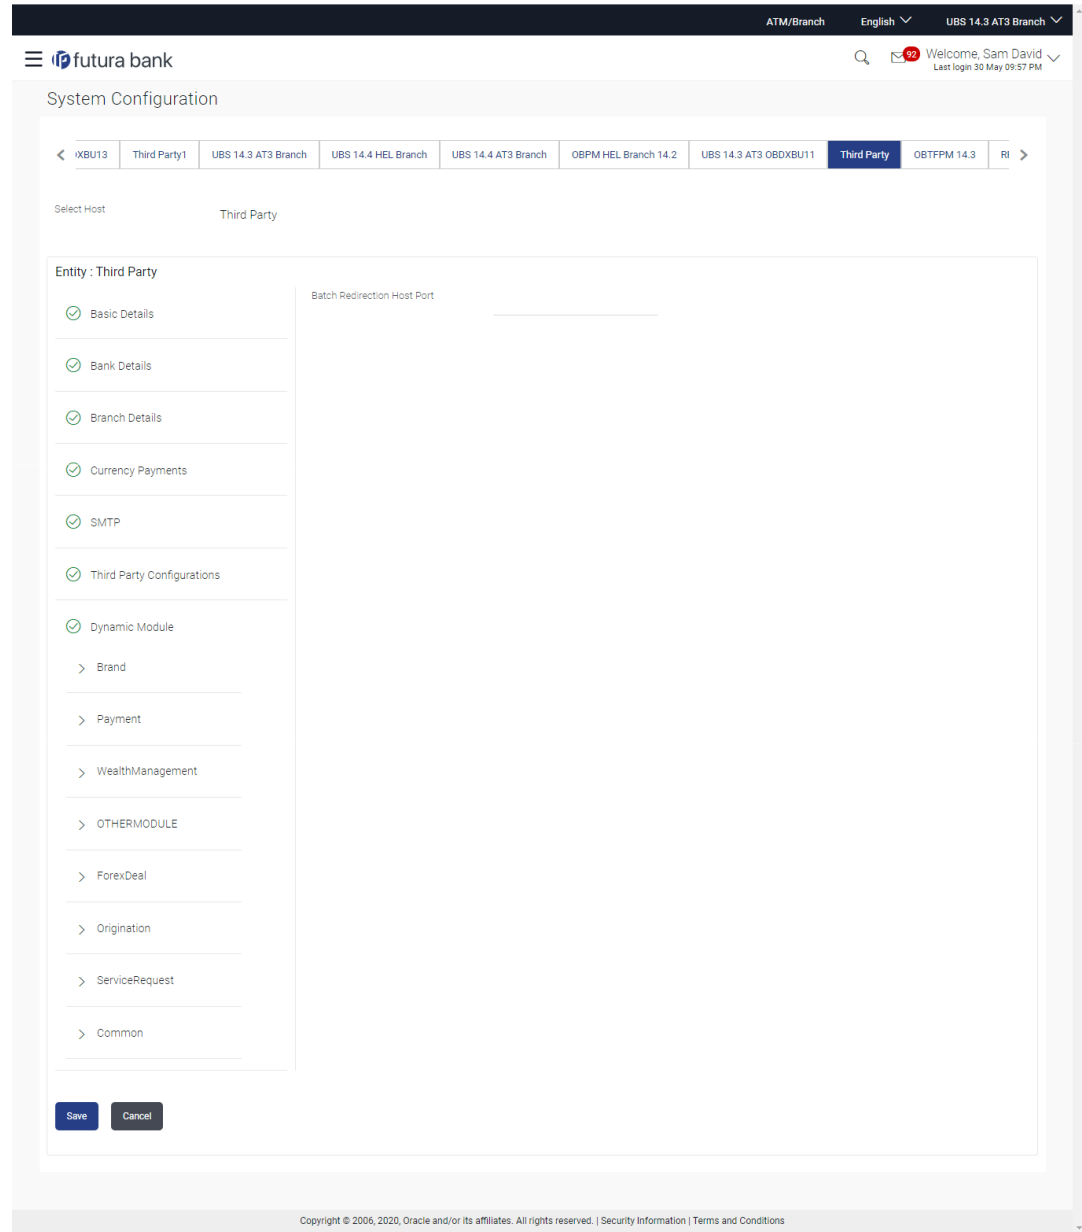 ATM/Branch English UBS 14.3 AT3 Branch
futura bank
92
Welcome, Sam David
Last login 30 May 09:57 PM
System Configuration
XBU13 Third Party1 UBS 14.3 AT3 Branch UBS 14.4 HEL Branch UBS 14.4 AT3 Branch OBPM HEL Branch 14.2 UBS 14.3 AT3 OBDXBU11 Third Party OBTFPM 14.3
Select Host Third Party
Entity : Third Party
Batch Redirection Host Port
Basic Details
Bank Details
Branch Details
Currency Payments
SMTP
Third Party Configurations
Dynamic Module
Brand
Payment
WealthManagement
OTHERMODULE
ForexDeal
Origination
ServiceRequest
Common
Save Cancel
Copyright © 2006, 2020, Oracle and/or its affiliates. All rights reserved. | Security Information | Terms and Conditions